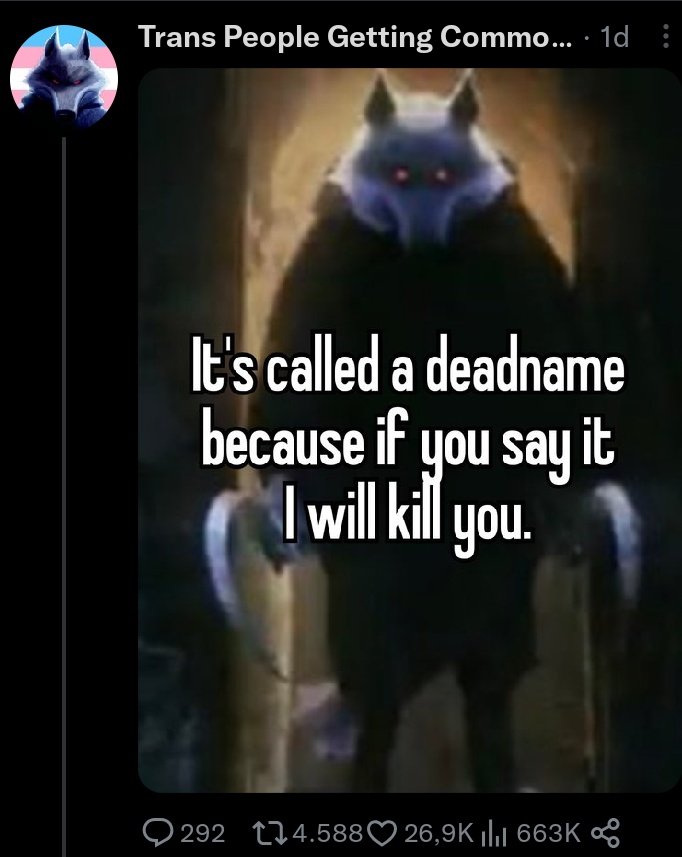 Trans People Getting Commo... · 1d
It's called a deadname
because if you say it
I will kill you.
292 4.588 26,9K 663K